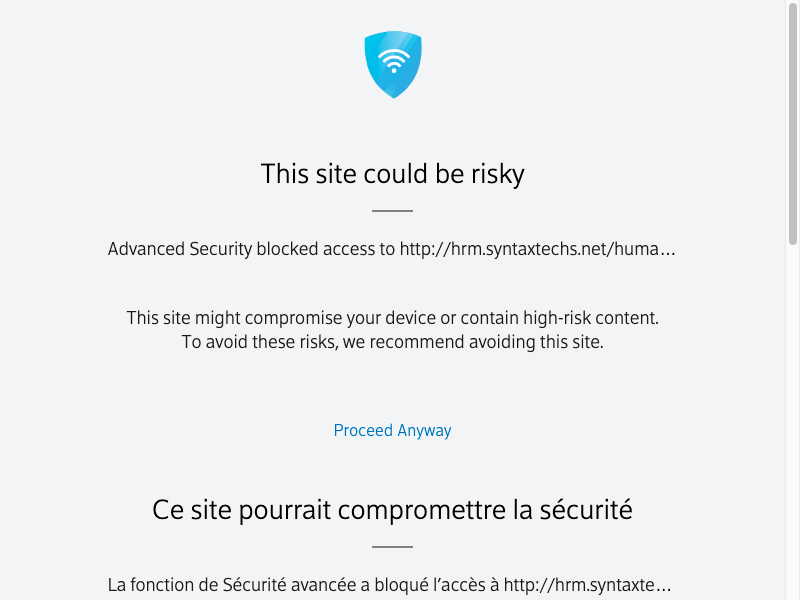 This site could be risky
Advanced Security blocked access to http://hrm.syntaxtechs.net/huma...
This site might compromise your device or contain high-risk content.
To avoid these risks, we recommend avoiding this site.
Proceed Anyway
Ce site pourrait compromettre la sécurité
La fonction de Sécurité avancée a bloqué l’accès à http://hrm.syntaxte...